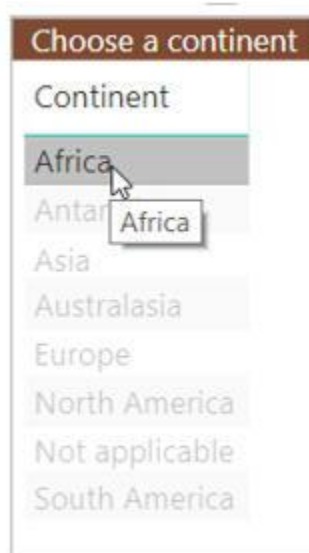 Choose a continent
Continent
Africa
Antar
Africa
Asia
Australasia
Europe
North America
Not applicable
South America